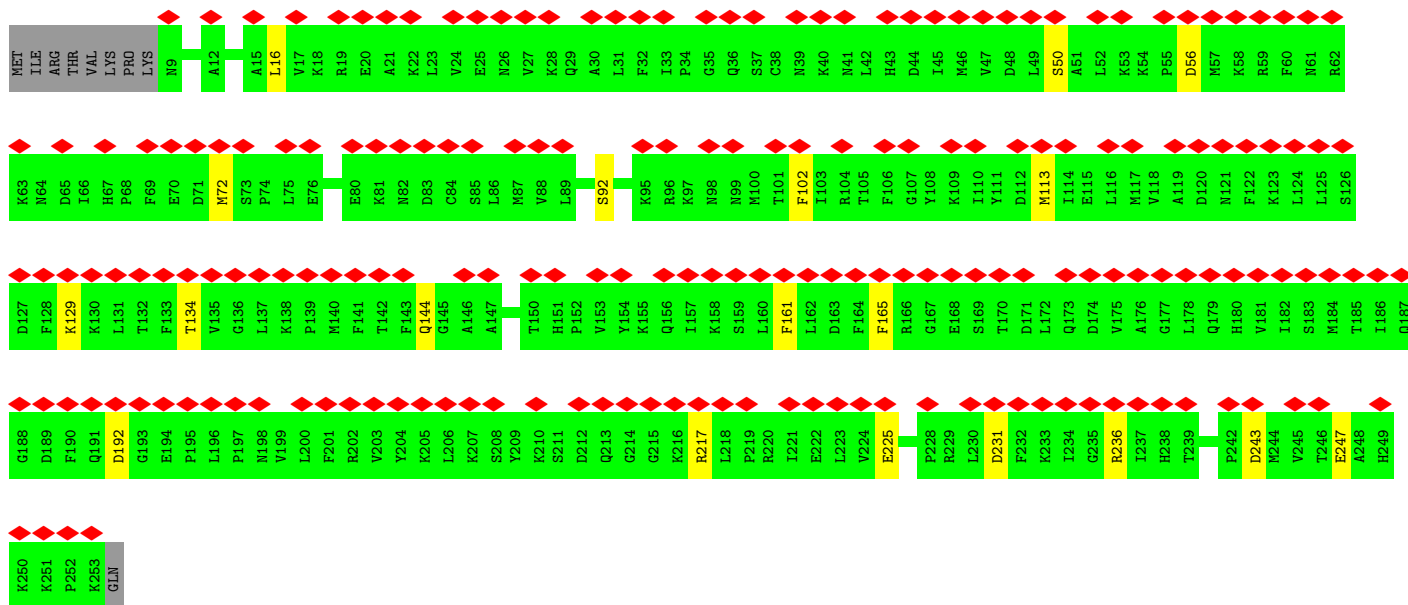 MET ILE ARG THR VAL LYS PRO LYS N9 A12 A15 L16 V17 K18 R19 E20 A21 K22 L23 V24 E25 N26 V27 K28 Q29 A30 L31 F32 I33 P34 G35 Q36 S37 C38 N39 K40 N41 L42 H43 D44 I45 M46 V47 D48 L49 S50 A51 L52 K53 K54 P55 D56 M57 K58 R59 F60 N61 R62
K63 N64 D65 I66 H67 P68 F69 E70 D71 M72 S73 P74 L75 E76 E80 K81 N82 D83 C84 S85 L86 M87 V88 L89 S92 K95 R96 K97 N98 N99 M100 T101 F102 I103 R104 T105 F106 G107 Y108 K109 I110 Y111 D112 M113 I114 E115 L116 M117 V118 A119 D120 N121 F122 K123 L124 L125 S126
D127 F128 K129 K130 L131 T132 F133 T134 V135 G136 L137 K138 P139 M140 F141 T142 F143 Q144 G145 A146 A147 T150 H151 P152 V153 Y154 K155 Q156 I157 K158 S159 L160 F161 L162 D163 F164 F165 R166 G167 E168 S169 T170 D171 L172 Q173 D174 V175 A176 G177 L178 Q179 H180 V181 I182 S183 M184 T185 I186 Q187
G188 D189 F190 Q191 D192 G193 E194 P195 L196 P197 N198 V199 L200 F201 R202 V203 Y204 K205 L206 K207 S208 Y209 K210 S211 D212 Q213 G214 G215 K216 R217 L218 P219 R220 I221 E222 L223 V224 E225 P228 R229 L230 D231 F232 K233 I234 G235 R236 I237 H238 T239 P242 D243 M244 V245 T246 E247 A248 H249
K250 K251 P252 K253 GLN